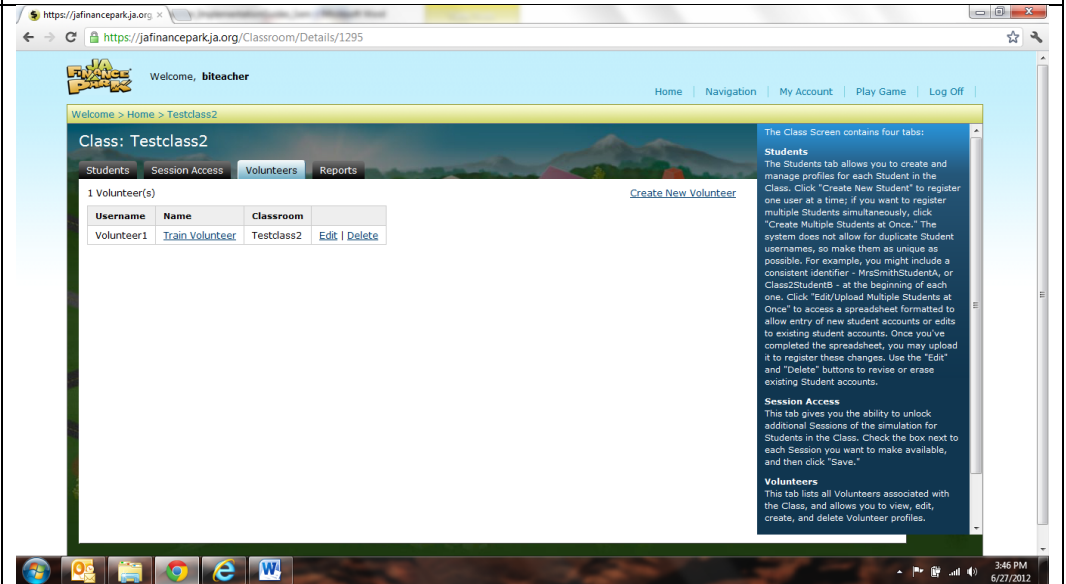 https://jafinancepark.ja.org
https://jafinancepark.ja.org/Classroom/Details/1295
JA
FINANCE
PARK
Welcome, biteacher
Home | Navigation | My Account | Play Game | Log Off |
Welcome > Home > Testclass2
Class: Testclass2
Students Session Access Volunteers Reports
1 Volunteer(s)
Create New Volunteer
Username Name Classroom
Volunteer1 Train Volunteer Testclass2 Edit | Delete
The Class Screen contains four tabs:
Students
The Students tab allows you to create and
manage profiles for each Student in the
Class. Click "Create New Student" to register
one user at a time; if you want to register
multiple Students simultaneously, click
"Create Multiple Students at Once." The
system does not allow for duplicate Student
usernames, so make them as unique as
possible. For example, you might include a
consistent identifier - MrsSmithStudentA, or
Class2StudentB - at the beginning of each
one. Click "Edit/Upload Multiple Students at
Once" to access a spreadsheet formatted to
allow entry of new student accounts or edits
to existing student accounts. Once you've
completed the spreadsheet, you may upload
it to register these changes. Use the "Edit"
and "Delete" buttons to revise or erase
existing Student accounts.
Session Access
This tab gives you the ability to unlock
additional Sessions of the simulation for
Students in the Class. Check the box next to
each Session you want to make available,
and then click "Save."
Volunteers
This tab lists all Volunteers associated with
the Class, and allows you to view, edit,
create, and delete Volunteer profiles.
3:46 PM
6/27/2012